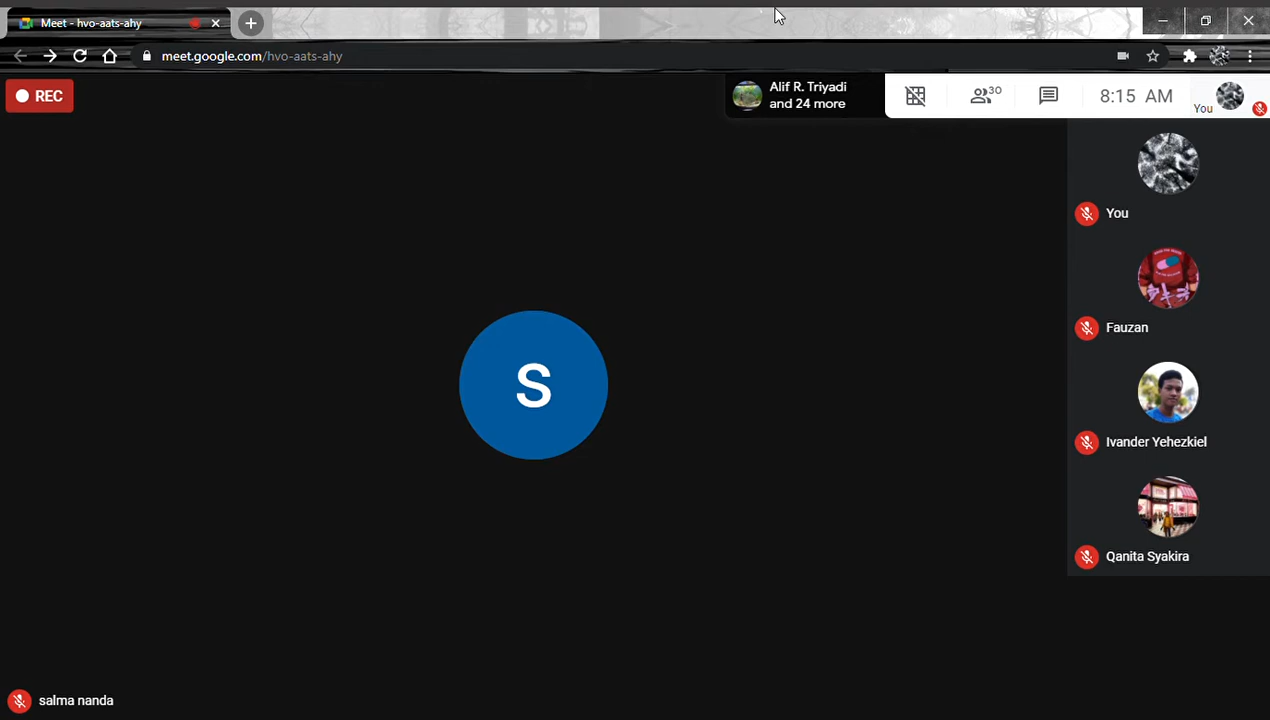 Meet - hvo-aats-ahy
meet.google.com/hvo-aats-ahy
REC
Alif R. Triyadi
and 24 more
30
8:15 AM
You
You
Fauzan
Ivander Yehezkiel
Qanita Syakira
S
salma nanda